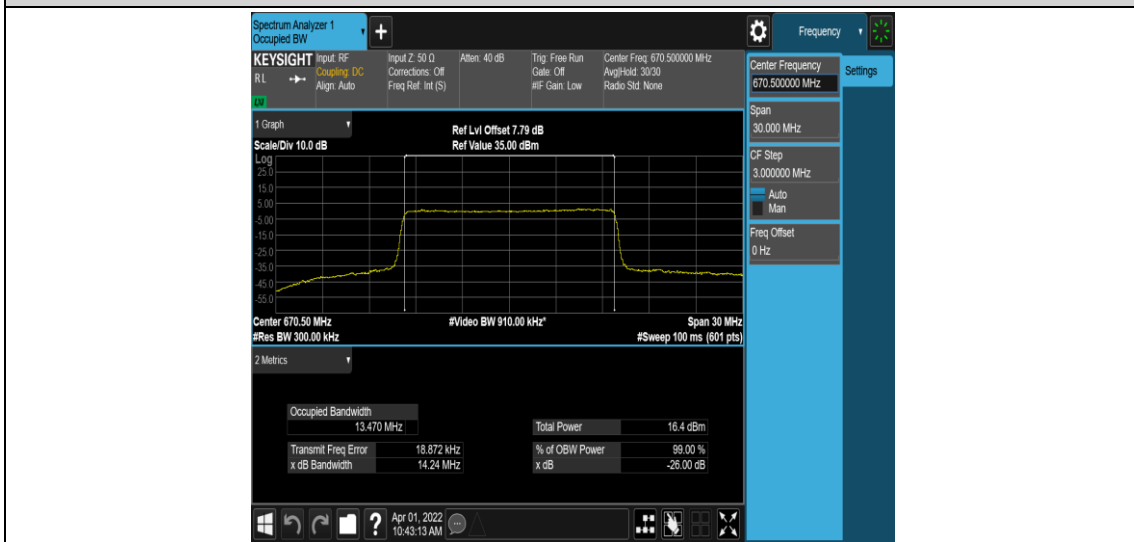 Spectrum Analyzer 1
Occupied BW
Frequency
KEYSIGHT
RL
Input: RF
Coupling: DC
Align: Auto
Input Z: 50 Ω
Corrections: Off
Freq Ref: Int (S)
Atten: 40 dB
Trig: Free Run
Gate: Off
#IF Gain: Low
Center Freq: 670.500000 MHz
Avg|Hold: 30/30
Radio Std: None
1 Graph
Scale/Div 10.0 dB
Ref Lvl Offset 7.79 dB
Ref Value 35.00 dBm
Log
25.0
15.0
5.00
-5.00
-15.0
-25.0
-35.0
-45.0
-55.0
Center 670.50 MHz
#Video BW 910.00 kHz*
Span 30 MHz
#Res BW 300.00 kHz
#Sweep 100 ms (601 pts)
2 Metrics
Occupied Bandwidth
13.470 MHz
Total Power 16.4 dBm
Transmit Freq Error 18.872 kHz
% of OBW Power 99.00 %
x dB Bandwidth 14.24 MHz
x dB -26.00 dB
Apr 01, 2022
10:43:13 AM
Center Frequency
670.500000 MHz
Settings
Span
30.000 MHz
CF Step
3.000000 MHz
Auto
Man
Freq Offset
0 Hz